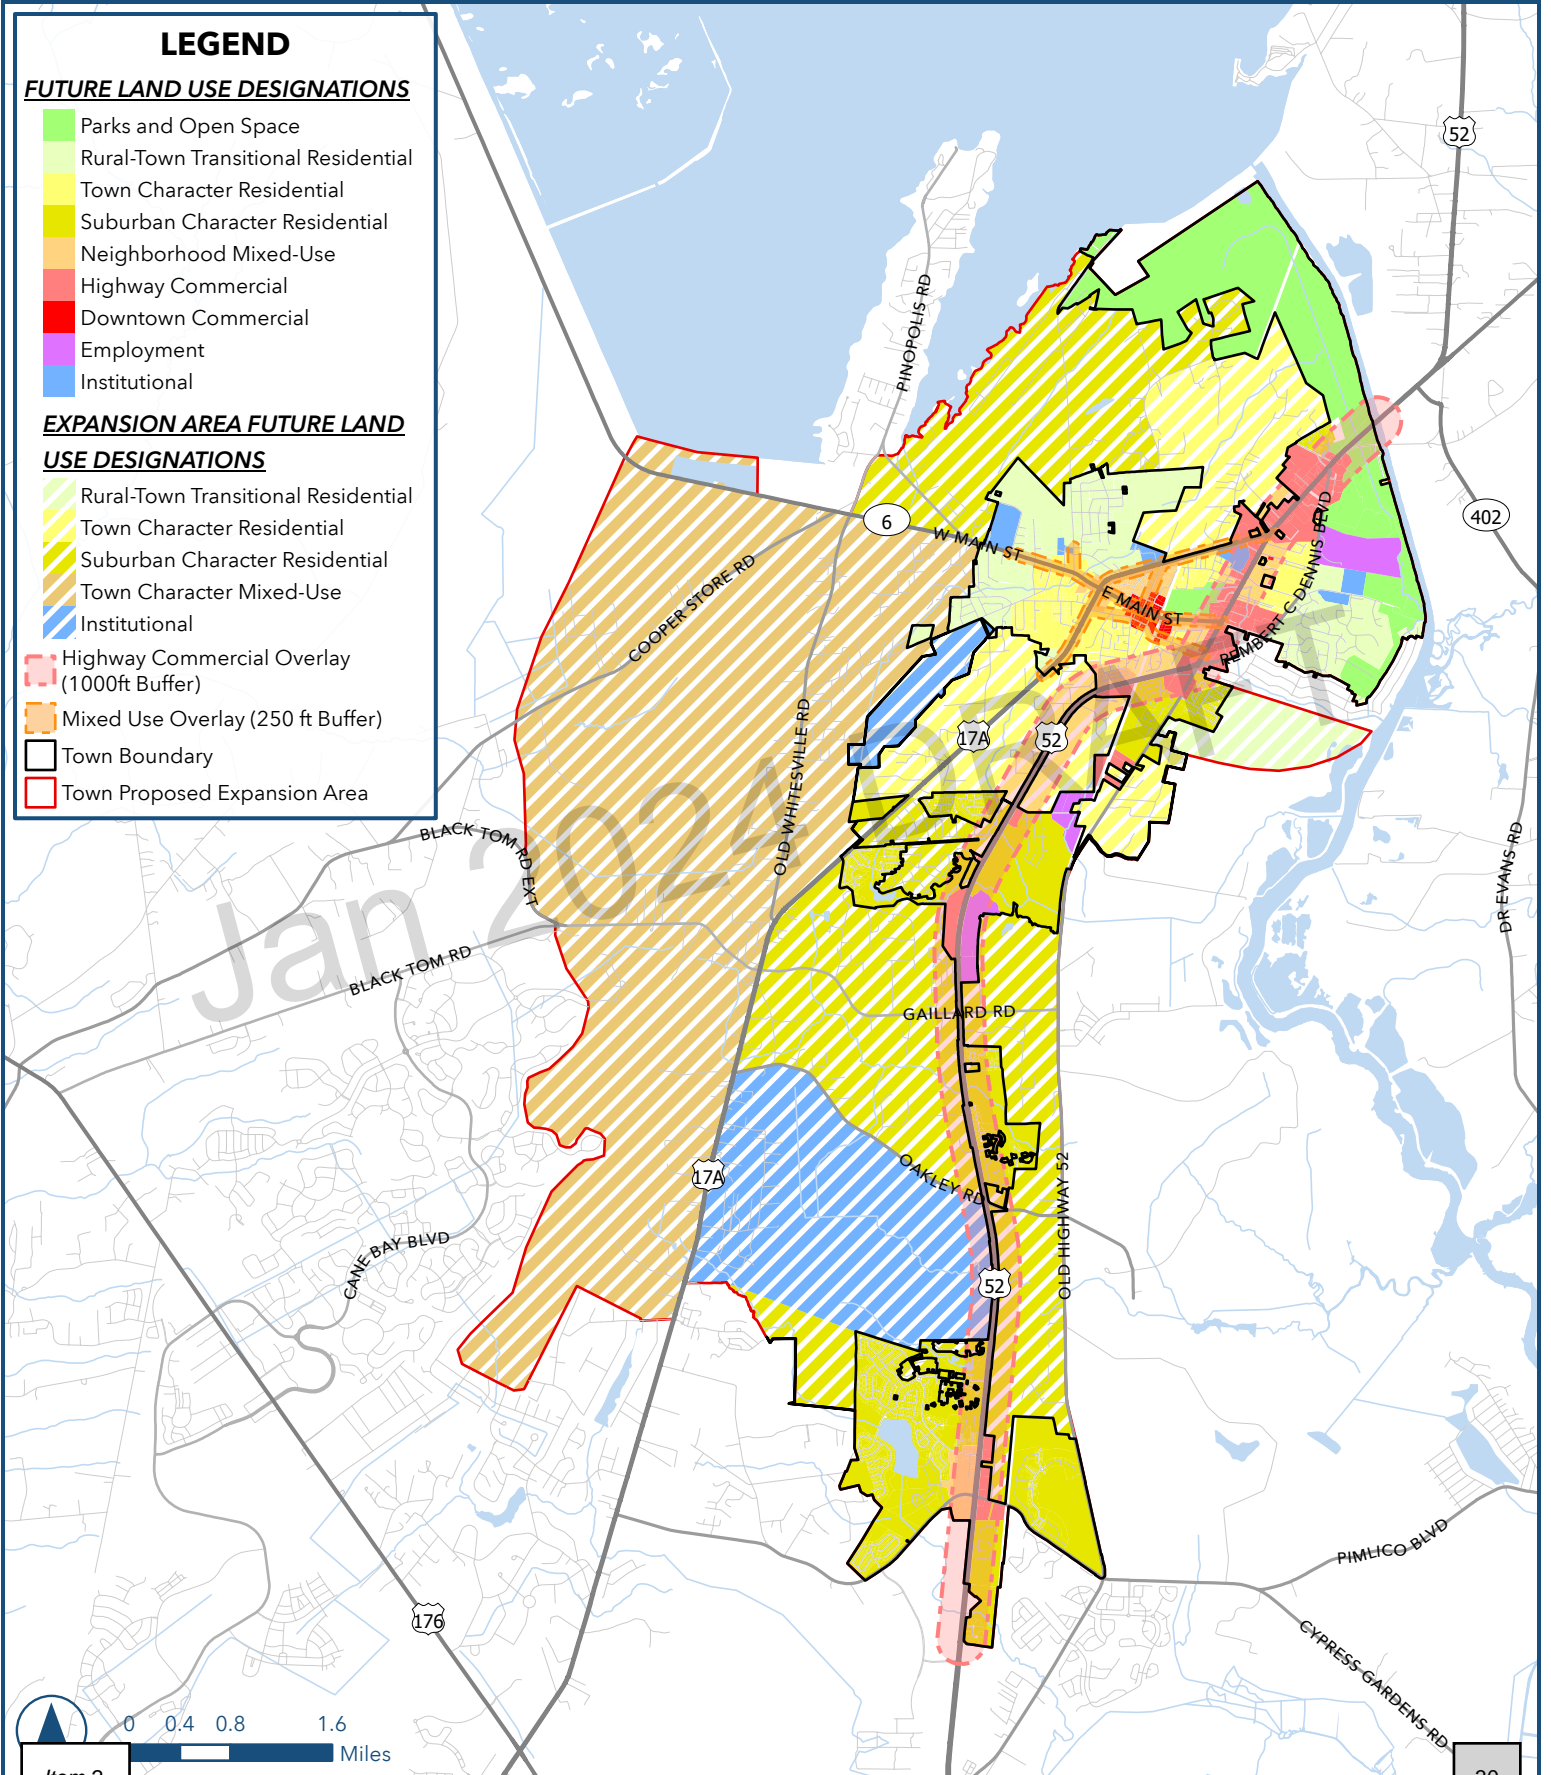 LEGEND
FUTURE LAND USE DESIGNATIONS
Parks and Open Space
Rural-Town Transitional Residential
Town Character Residential
Suburban Character Residential
Neighborhood Mixed-Use
Highway Commercial
Downtown Commercial
Employment
Institutional
EXPANSION AREA FUTURE LAND
USE DESIGNATIONS
Rural-Town Transitional Residential
Town Character Residential
Suburban Character Residential
Town Character Mixed-Use
Institutional
Highway Commercial Overlay
(1000ft Buffer)
Mixed Use Overlay (250 ft Buffer)
Town Boundary
Town Proposed Expansion Area
52
PINOPOLIS RD
6
W MAIN ST
402
REMBERT C DENNIS BLVD
E MAIN ST
COOPER STORE RD
OLD WHITESVILLE RD
17A
52
Jan 2024 DRAFT
BLACK TOM RD EXT
BLACK TOM RD
DR EVANS RD
GAILLARD RD
OAKLEY RD
OLD HIGHWAY 52
17A
CANE BAY BLVD
52
PIMLICO BLVD
176
CYPRESS GARDENS RD
0 0.4 0.8 1.6
Miles